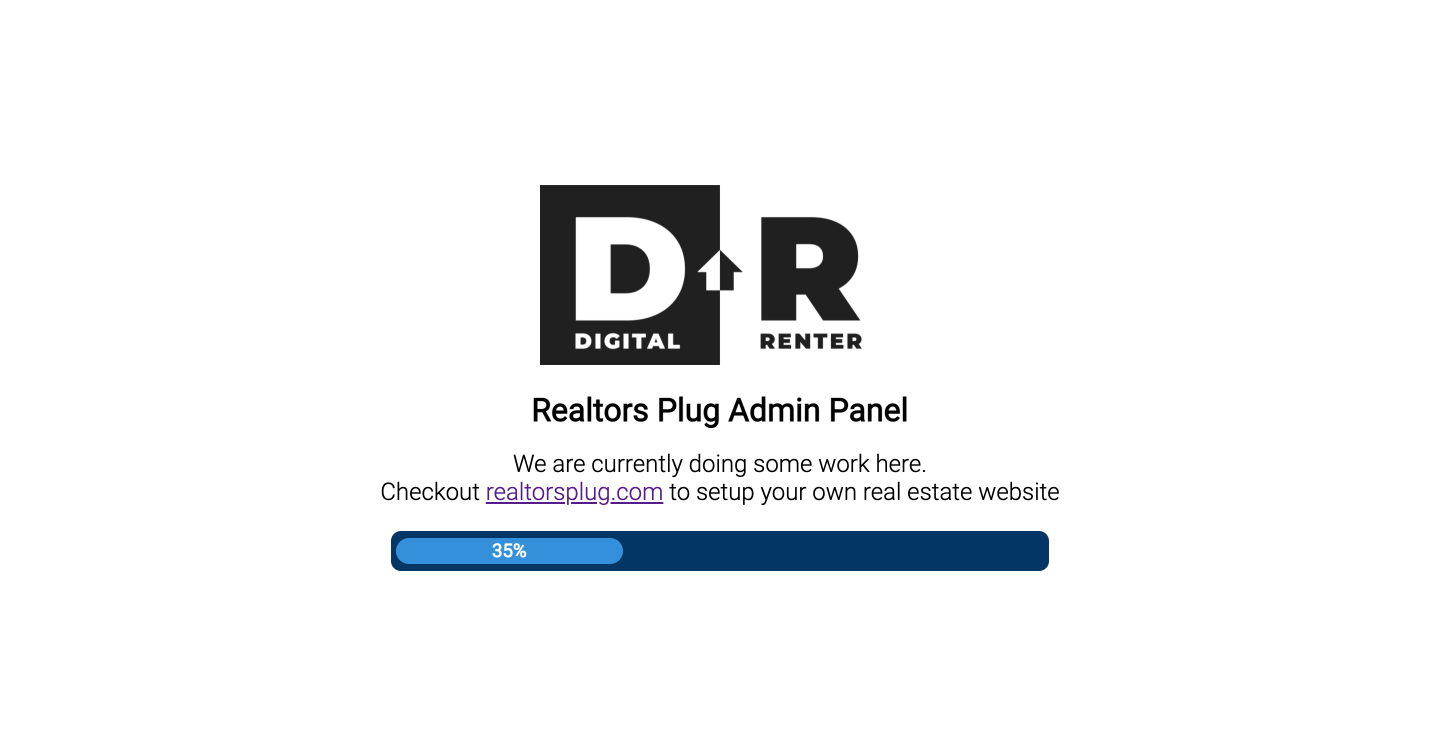 D R
DIGITAL RENTER
Realtors Plug Admin Panel
We are currently doing some work here.
Checkout realtorsplug.com to setup your own real estate website
35%